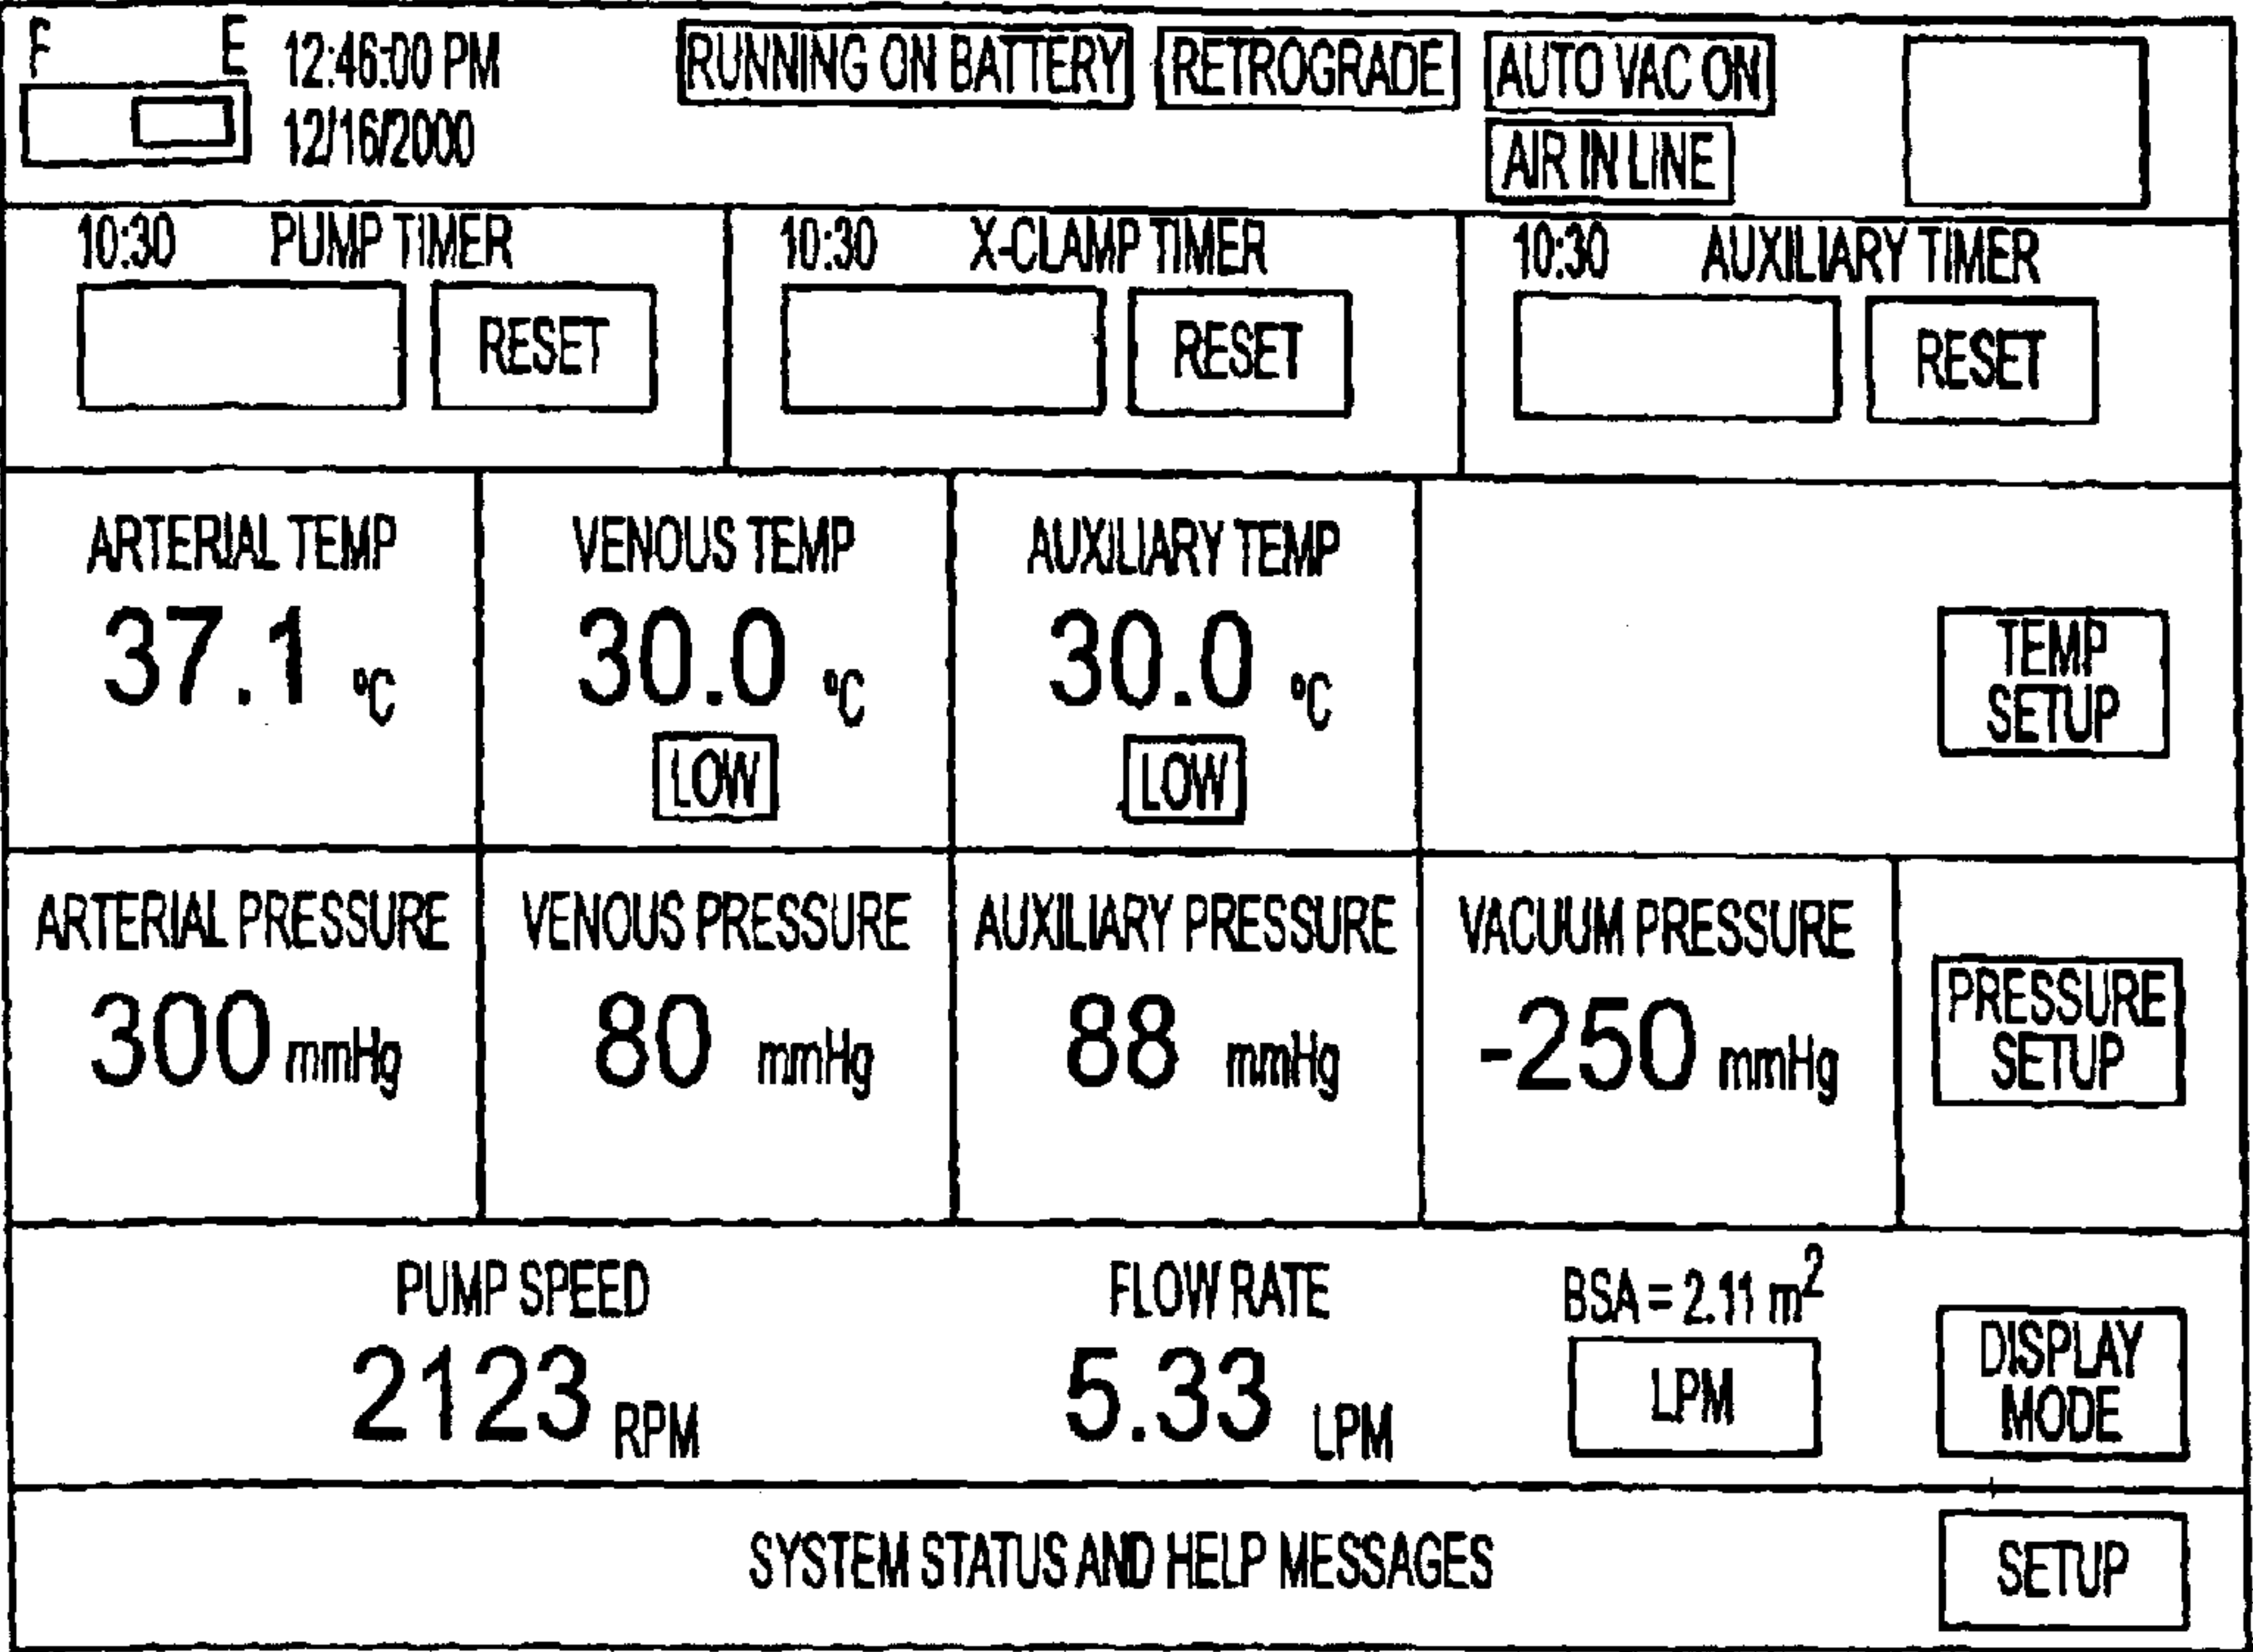 F E 12:46:00 PM RUNNING ON BATTERY RETROGRADE AUTO VAC ON
12/16/2000 AIR IN LINE
10:30 PUMP TIMER 10:30 X-CLAMP TIMER 10:30 AUXILIARY TIMER
RESET RESET RESET
ARTERIAL TEMP VENOUS TEMP AUXILIARY TEMP
37.1 °C 30.0 °C 30.0 °C TEMP
SETUP
LOW LOW
ARTERIAL PRESSURE VENOUS PRESSURE AUXILIARY PRESSURE VACUUM PRESSURE
300 mmHg 80 mmHg 88 mmHg -250 mmHg PRESSURE
SETUP
PUMP SPEED FLOW RATE BSA = 2.11 m²
2123 RPM 5.33 LPM LPM DISPLAY
MODE
SYSTEM STATUS AND HELP MESSAGES SETUP